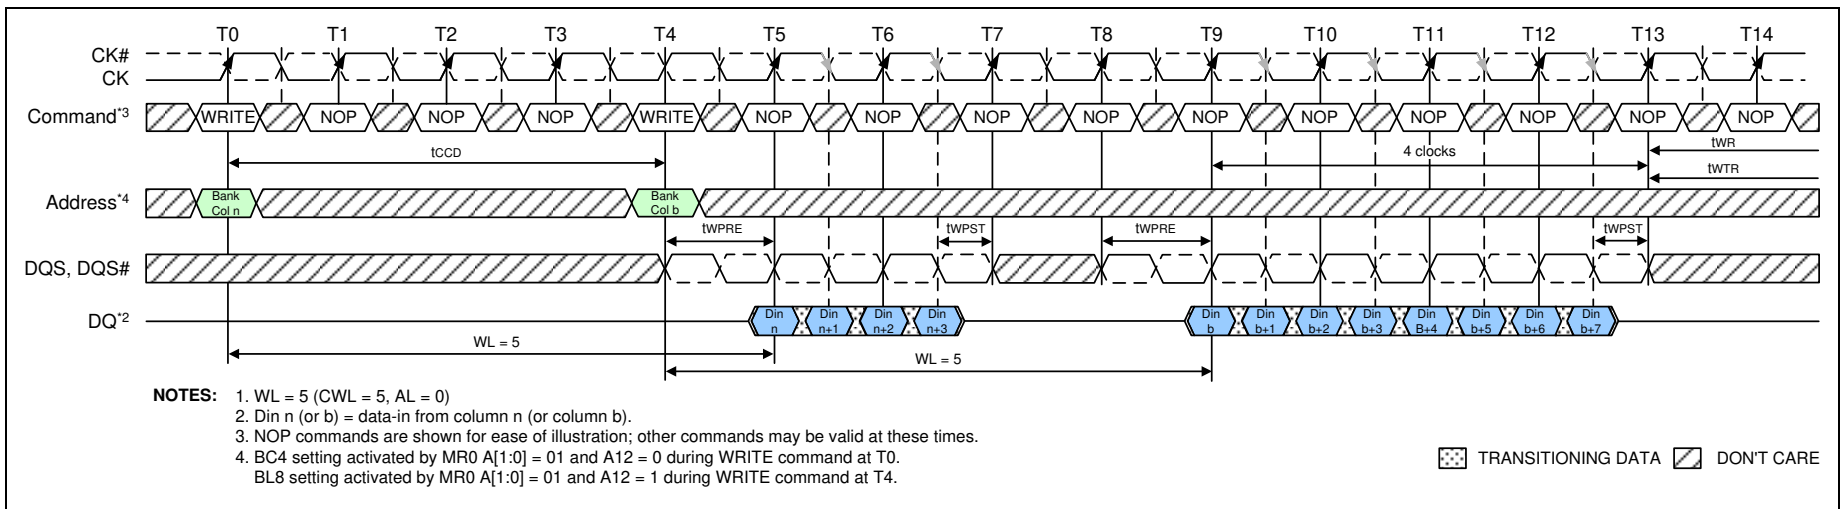 T0 T1 T2 T3 T4 T5 T6 T7 T8 T9 T10 T11 T12 T13 T14
CK#
CK
Command*3 WRITE NOP NOP NOP WRITE NOP NOP NOP NOP NOP NOP NOP NOP NOP NOP
tCCD 4 clocks tWR
tWTR
Address*4 Bank Col n Bank Col b
tWPRE tWPST tWPRE tWPST
DQS, DQS#
DQ*2 Din n Din n+1 Din n+2 Din n+3 Din b Din b+1 Din b+2 Din b+3 Din B+4 Din b+5 Din b+6 Din b+7
WL = 5
WL = 5
NOTES: 1. WL = 5 (CWL = 5, AL = 0)
2. Din n (or b) = data-in from column n (or column b).
3. NOP commands are shown for ease of illustration; other commands may be valid at these times.
4. BC4 setting activated by MR0 A[1:0] = 01 and A12 = 0 during WRITE command at T0.
BL8 setting activated by MR0 A[1:0] = 01 and A12 = 1 during WRITE command at T4.
TRANSITIONING DATA DON'T CARE